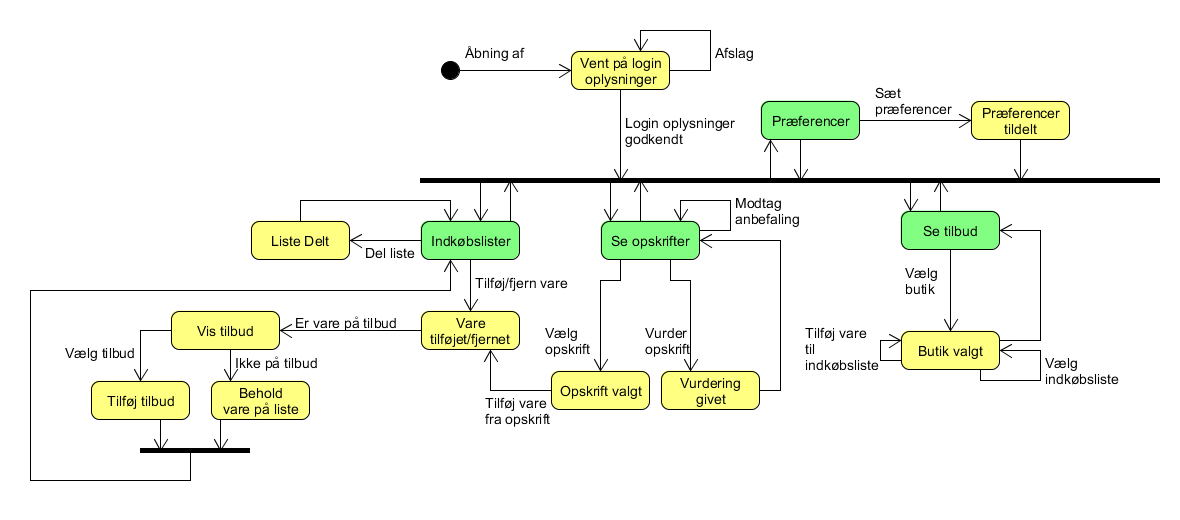 Åbning af
Vent på login
oplysninger
Afslag
Login oplysninger
godkendt
Præferencer
Sæt
præferencer
Præferencer
tildelt
Liste Delt
Del liste
Indkøbslister
Se opskrifter
Modtag
anbefaling
Se tilbud
Tilføj/fjern vare
Vælg
butik
Vis tilbud
Er vare på tilbud
Vare
tilføjet/fjernet
Vælg
opskrift
Vurder
opskrift
Tilføj vare
til
indkøbsliste
Butik valgt
Vælg
indkøbsliste
Vælg tilbud
Ikke på tilbud
Tilføj tilbud
Behold
vare på liste
Tilføj vare
fra opskrift
Opskrift valgt
Vurdering
givet